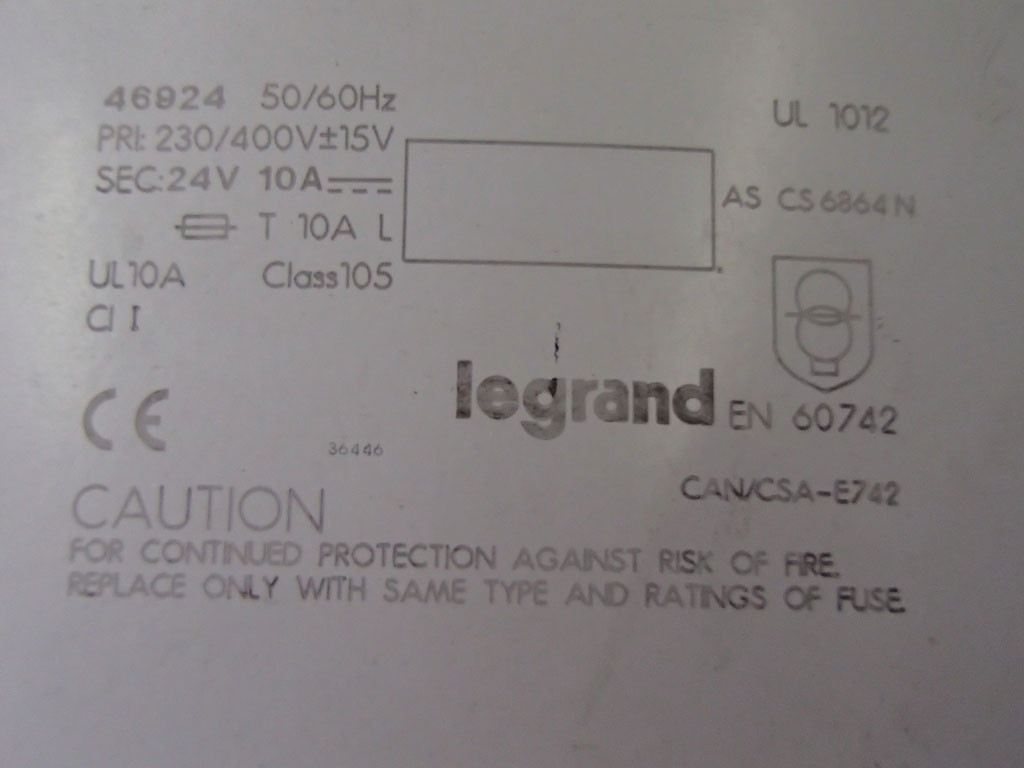 46924 50/60Hz
PRI: 230/400V±15V
SEC:24V 10A
T 10A L
UL10A Class105
Cl I
UL 1012
AS CS6864N
legrand
EN 60742
CE
36446
CAN/CSA-E742
CAUTION
FOR CONTINUED PROTECTION AGAINST RISK OF FIRE.
REPLACE ONLY WITH SAME TYPE AND RATINGS OF FUSE